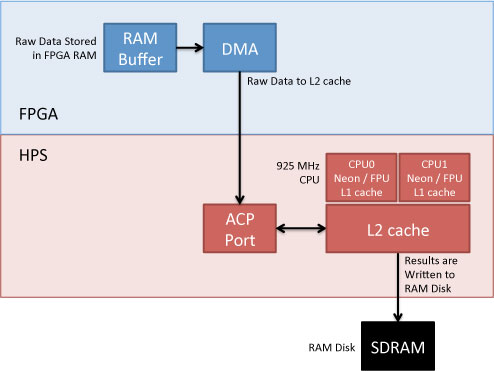 Raw Data Stored
in FPGA RAM
RAM
Buffer
DMA
Raw Data to L2 cache
FPGA
HPS
925 MHz
CPU
CPU0
Neon / FPU
L1 cache
CPU1
Neon / FPU
L1 cache
ACP
Port
L2 cache
Results are
Written to
RAM Disk
RAM Disk
SDRAM